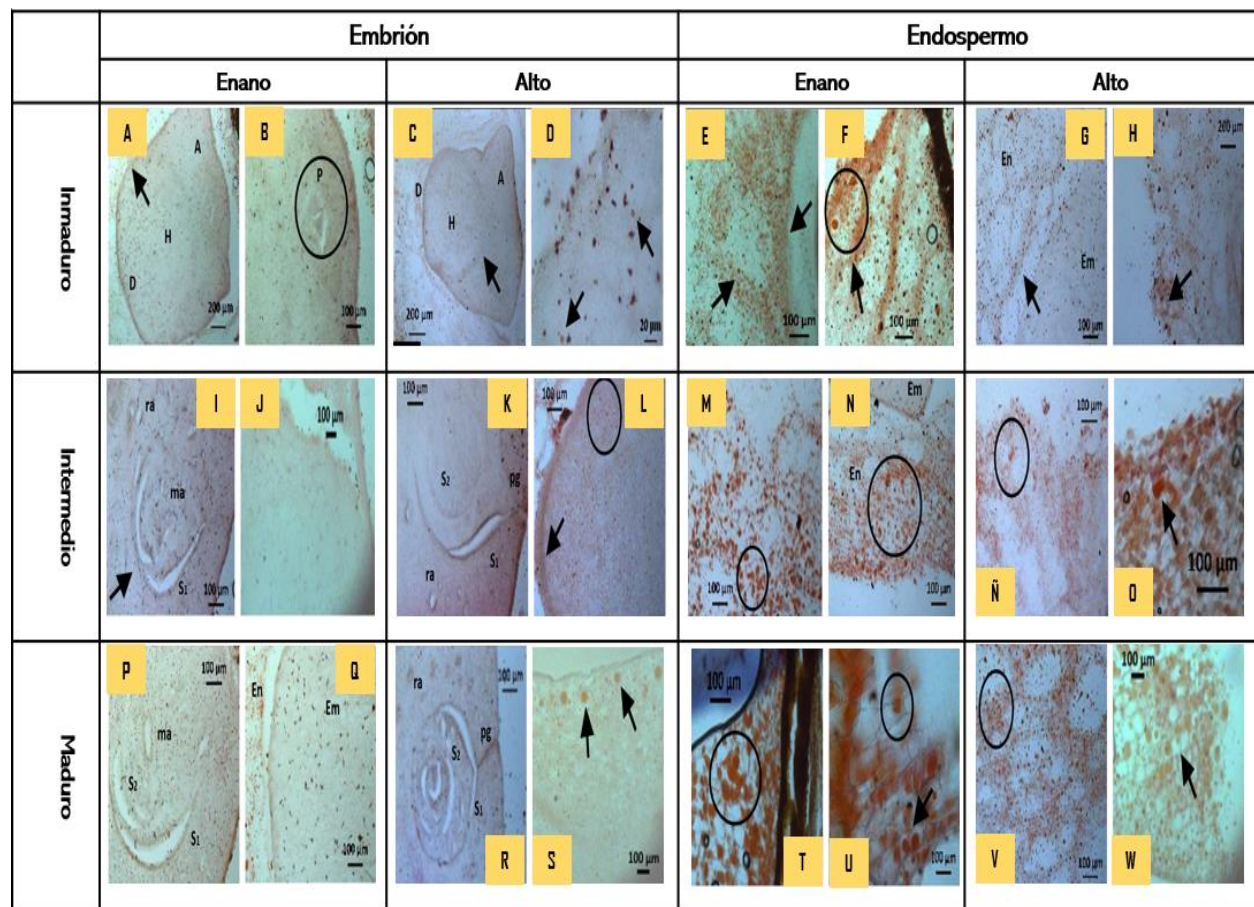 Embrión Endospermo
Enano Alto Enano Alto
Inmaduro
A A H D 200 µm
B P 100 µm
C D A H 200 µm
D 20 µm
E 100 µm
F 100 µm
En G Em 100 µm
H 200 µm
Intermedio
ra I ma S₁ 100 µm
J 100 µm
100 µm K S₂ pg ra S₁
100 µm L
M 100 µm
Em N En 100 µm
100 µm Ñ
100 µm O
Maduro
P 100 µm ma S₂ S₁
En Q Em 100 µm
ra 100 µm S₂ pg S₁ R
S 100 µm
100 µm T
U 100 µm
100 µm V
100 µm W